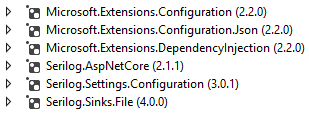 Microsoft.Extensions.Configuration (2.2.0)
Microsoft.Extensions.Configuration.Json (2.2.0)
Microsoft.Extensions.DependencyInjection (2.2.0)
Serilog.AspNetCore (2.1.1)
Serilog.Settings.Configuration (3.0.1)
Serilog.Sinks.File (4.0.0)